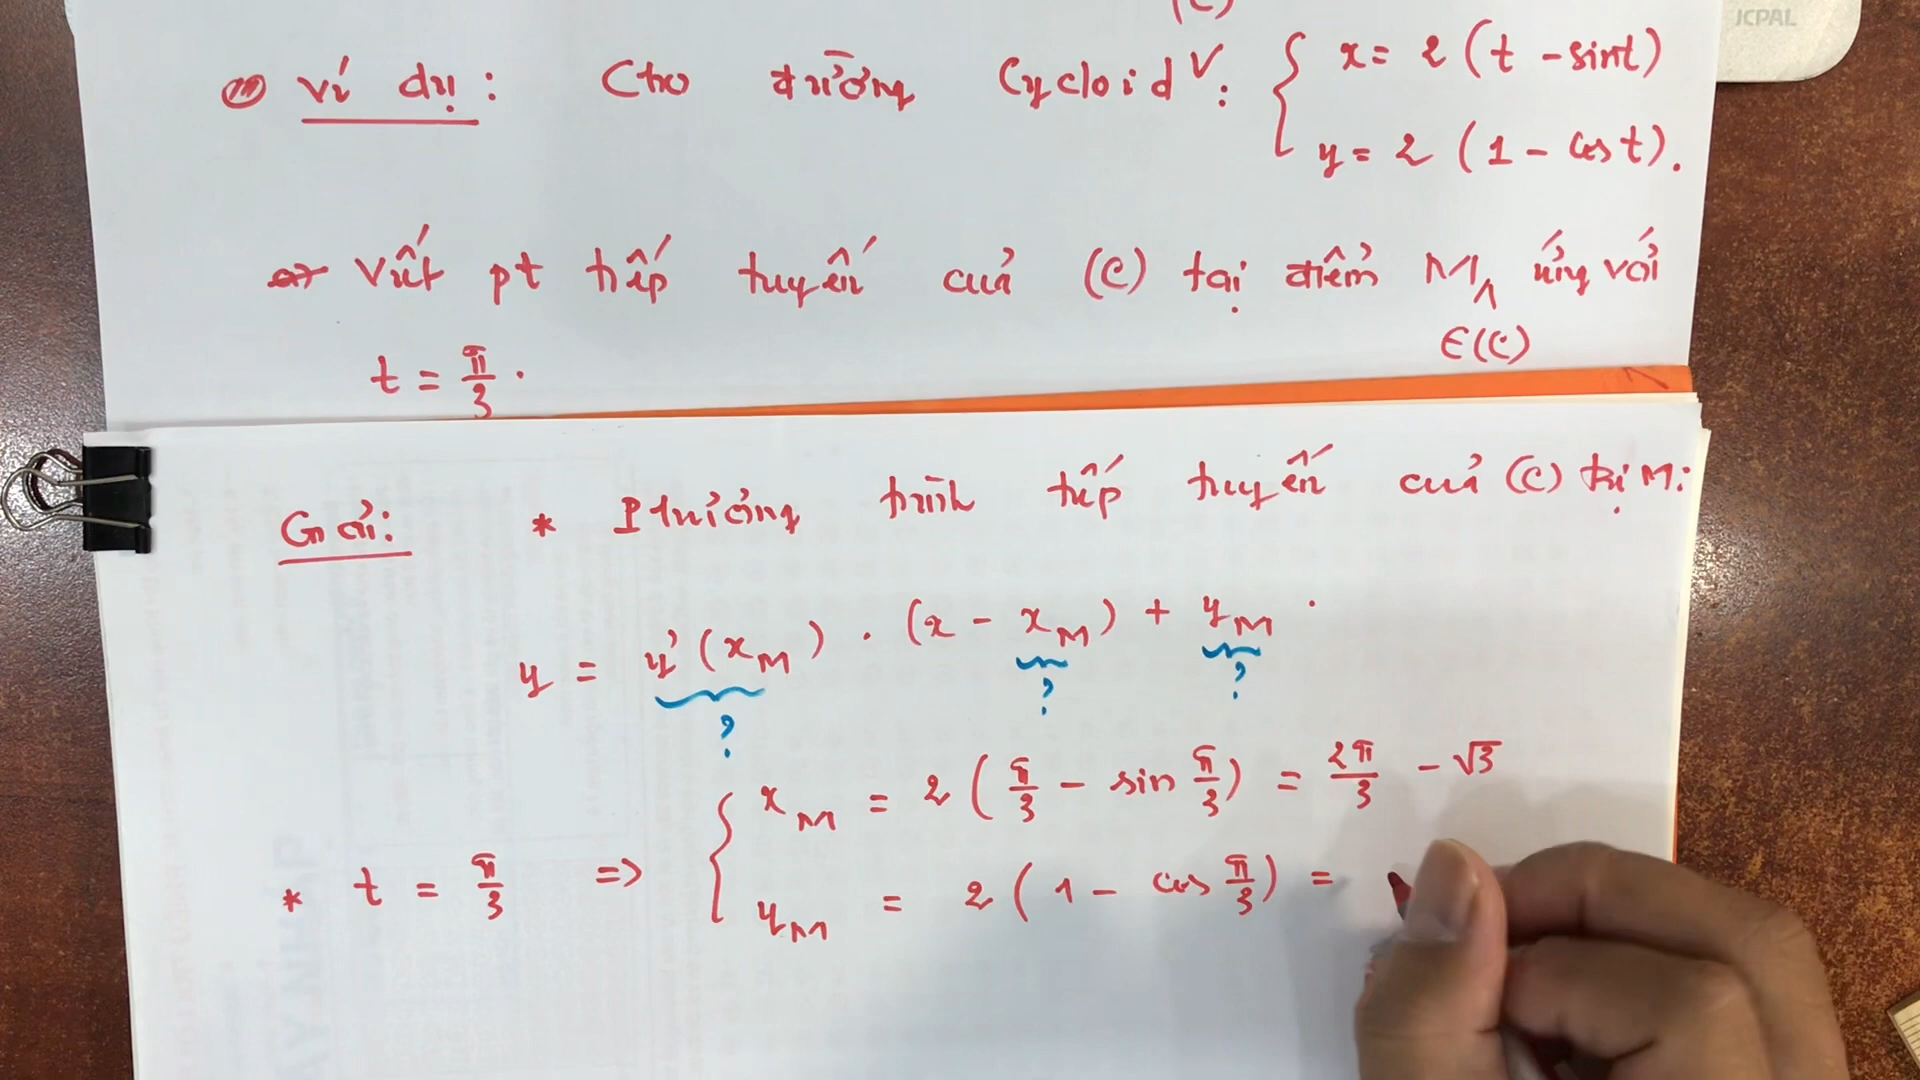 (C)
JCPAL
Ví dụ: Cho đường Cycloid V: { x = 2 (t - sint)
y = 2 (1 - cos t).
Viết pt tiếp tuyến của (C) tại điểm M ∈(C) ứng với
t = π/3.
Giải: * Phương trình tiếp tuyến của (C) tại M:
y = y'(x_M) . (x - x_M) + y_M .
? ? ?
x_M = 2 (π/3 - sin π/3) = 2π/3 - √3
* t = π/3 => {
y_M = 2 (1 - cos π/3) =